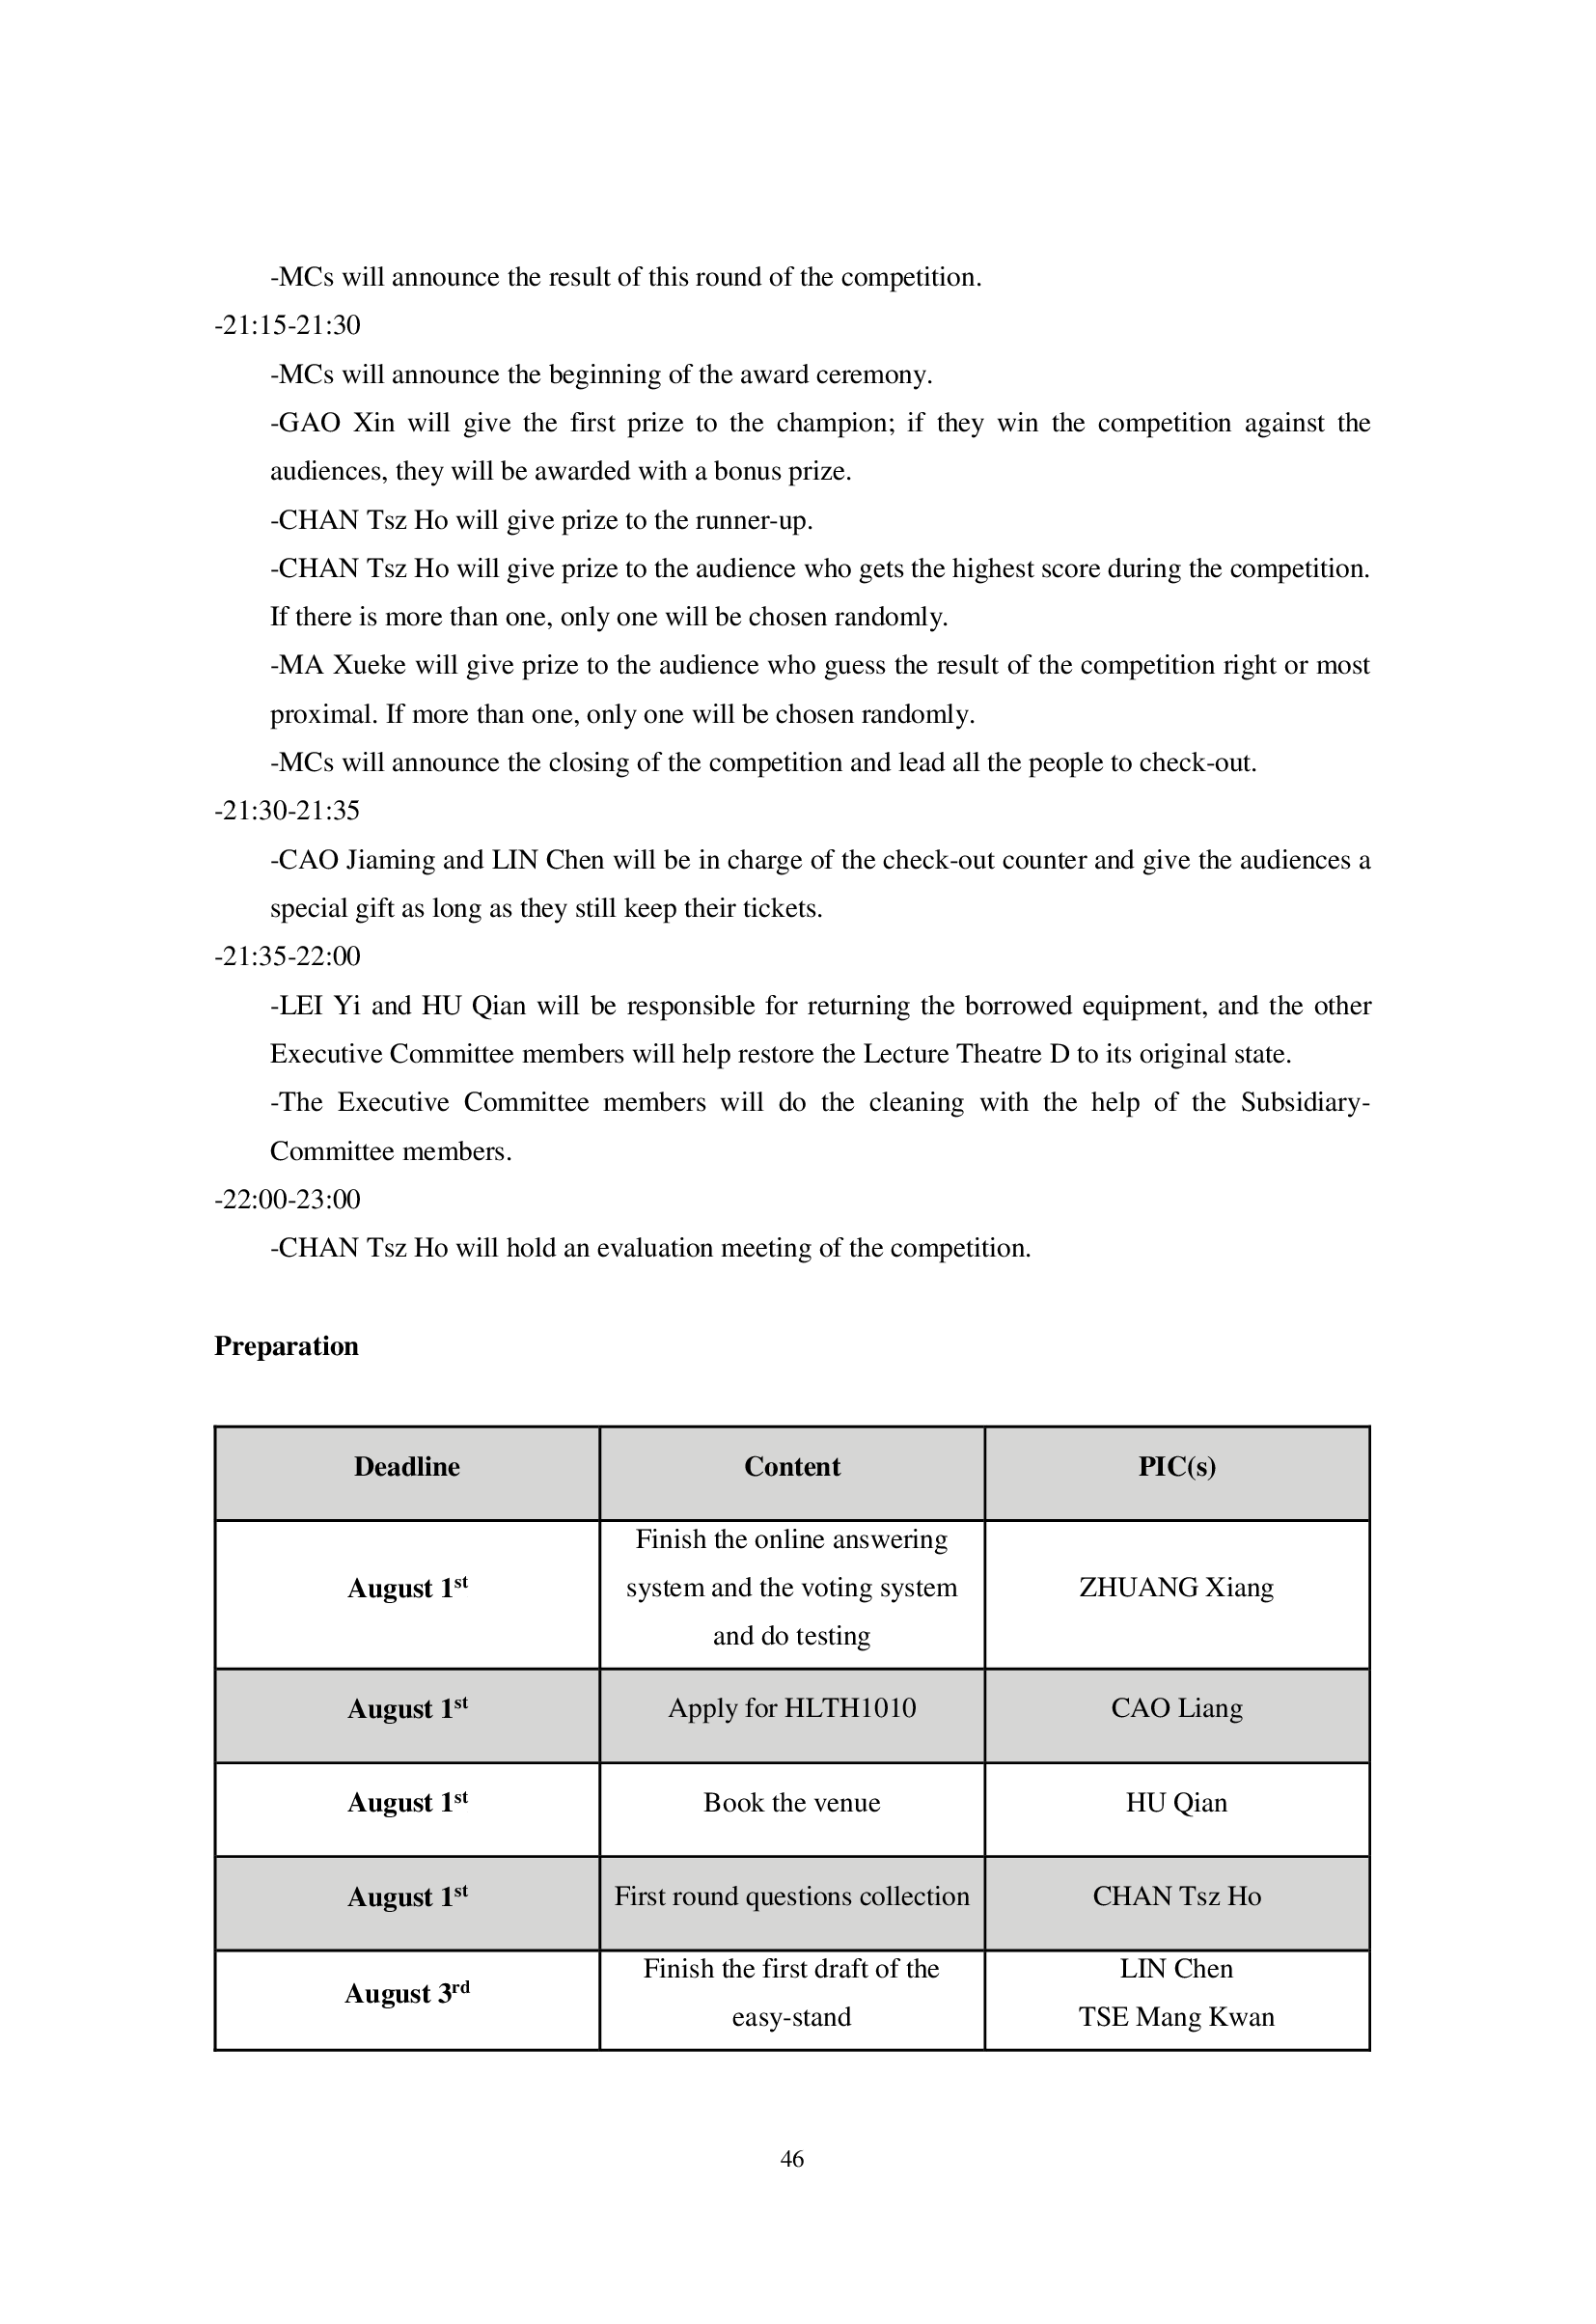 -MCs will announce the result of this round of the competition.
-21:15-21:30
-MCs will announce the beginning of the award ceremony.
-GAO Xin will give the first prize to the champion; if they win the competition against the
audiences, they will be awarded with a bonus prize.
-CHAN Tsz Ho will give prize to the runner-up.
-CHAN Tsz Ho will give prize to the audience who gets the highest score during the competition.
If there is more than one, only one will be chosen randomly.
-MA Xueke will give prize to the audience who guess the result of the competition right or most
proximal. If more than one, only one will be chosen randomly.
-MCs will announce the closing of the competition and lead all the people to check-out.
-21:30-21:35
-CAO Jiaming and LIN Chen will be in charge of the check-out counter and give the audiences a
special gift as long as they still keep their tickets.
-21:35-22:00
-LEI Yi and HU Qian will be responsible for returning the borrowed equipment, and the other
Executive Committee members will help restore the Lecture Theatre D to its original state.
-The Executive Committee members will do the cleaning with the help of the Subsidiary-
Committee members.
-22:00-23:00
-CHAN Tsz Ho will hold an evaluation meeting of the competition.
Preparation
Deadline Content PIC(s)
Finish the online answering
August 1st system and the voting system ZHUANG Xiang
and do testing
August 1st Apply for HLTH1010 CAO Liang
August 1st Book the venue HU Qian
August 1st First round questions collection CHAN Tsz Ho
August 3rd Finish the first draft of the LIN Chen
easy-stand TSE Mang Kwan
46